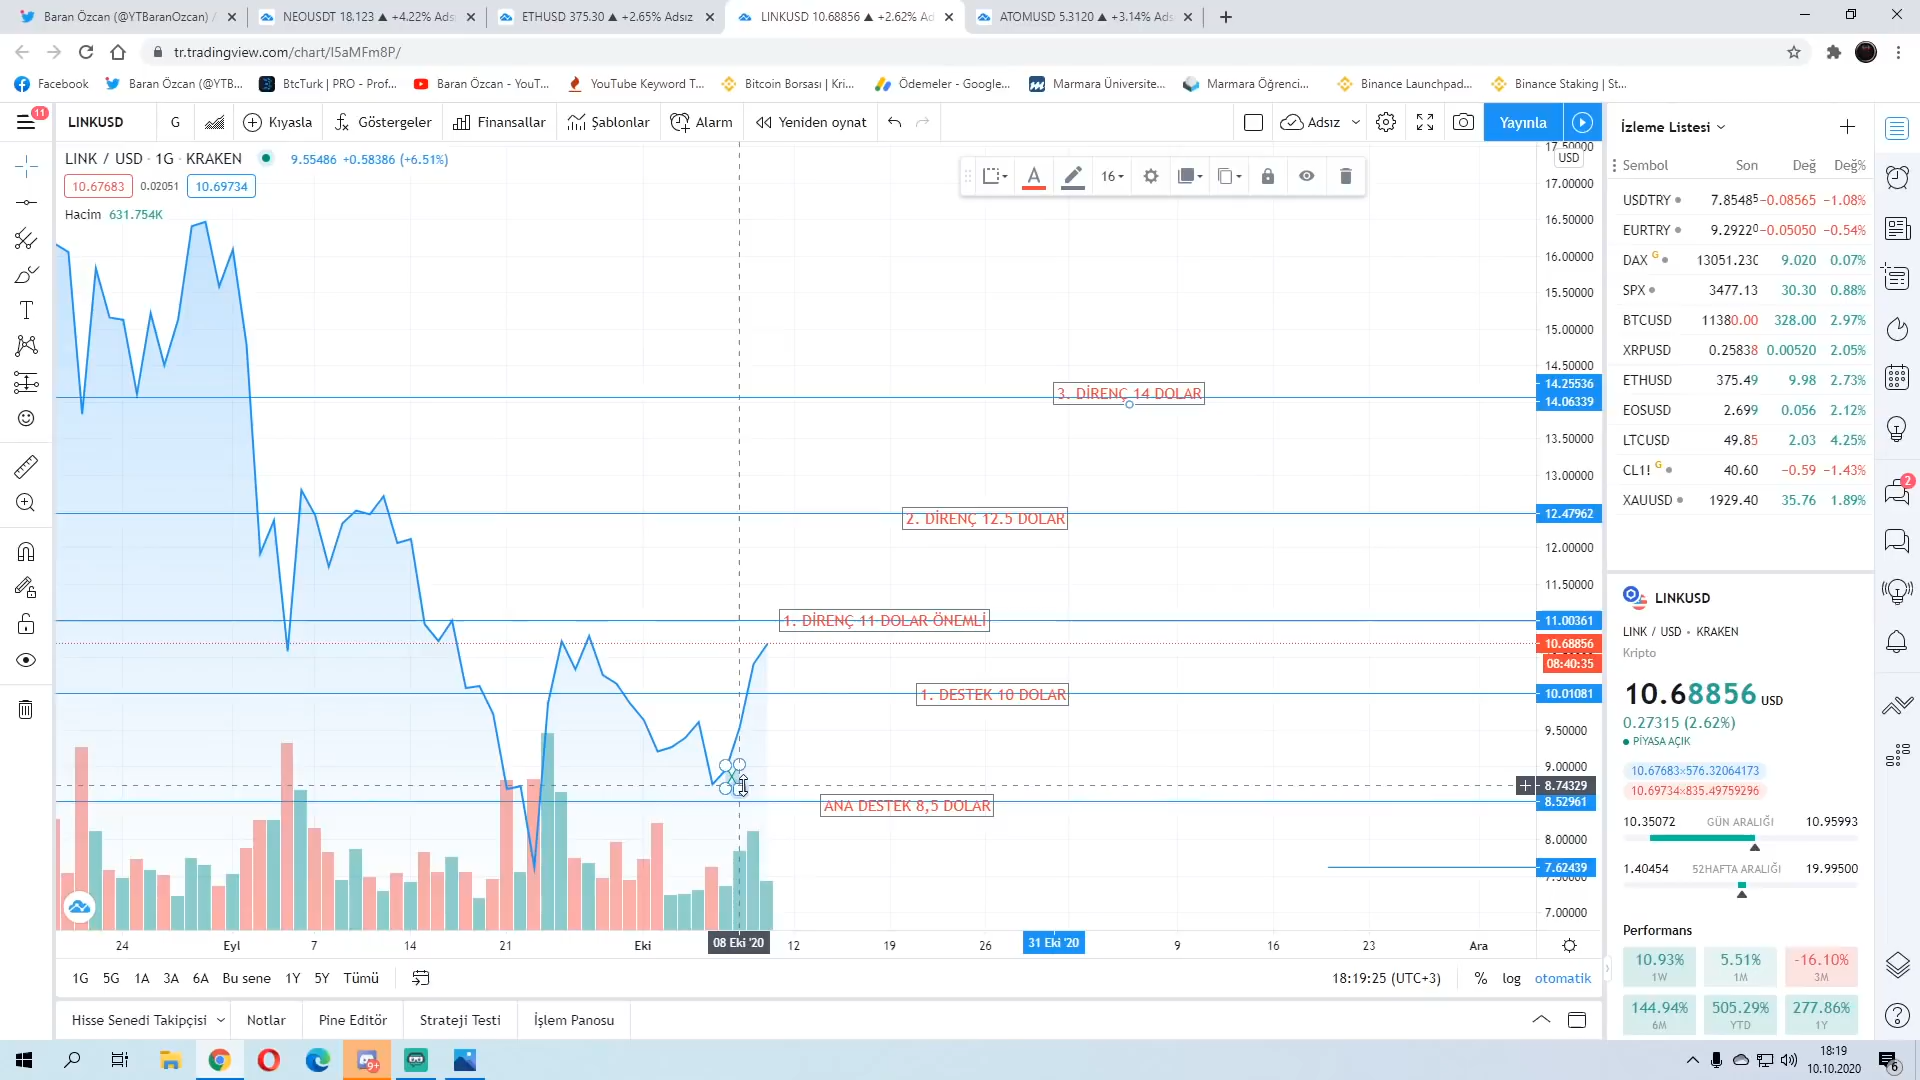 Baran Özcan (@YTBaranOzcan) /
NEOUSDT 18.123 ▲ +4.22% Ads
ETHUSD 375.30 ▲ +2.65% Adsız
LINKUSD 10.68856 ▲ +2.62% Ad
ATOMUSD 5.3120 ▲ +3.14% Ads
tr.tradingview.com/chart/I5aMFm8P/
Facebook
Baran Özcan (@YTB...
BtcTurk | PRO - Prof...
Baran Özcan - YouT...
YouTube Keyword T...
Bitcoin Borsası | Kri...
Ödemeler - Google...
Marmara Üniversite...
Marmara Öğrenci...
Binance Launchpad...
Binance Staking | St...
11
LINKUSD
G
Kıyasla
Göstergeler
Finansallar
Şablonlar
Alarm
Yeniden oynat
Adsız
Yayınla
LINK / USD · 1G · KRAKEN
9.55486 +0.58386 (+6.51%)
10.67683
0.02051
10.69734
Hacim 631.754K
16
USD
17.50000
17.00000
16.50000
16.00000
15.50000
15.00000
14.50000
14.25536
14.06339
13.50000
13.00000
12.47962
12.00000
11.50000
11.00361
10.68856
08:40:35
10.01081
9.50000
9.00000
8.74329
8.52961
8.00000
7.62439
7.00000
3. DİRENÇ 14 DOLAR
2. DİRENÇ 12.5 DOLAR
1. DİRENÇ 11 DOLAR ÖNEMLİ
1. DESTEK 10 DOLAR
ANA DESTEK 8,5 DOLAR
24
Eyl
7
14
21
Eki
08 Eki '20
12
19
26
31 Eki '20
9
16
23
Ara
1G
5G
1A
3A
6A
Bu sene
1Y
5Y
Tümü
18:19:25 (UTC+3)
%
log
otomatik
Hisse Senedi Takipçisi
Notlar
Pine Editör
Strateji Testi
İşlem Panosu
İzleme Listesi
Sembol Son Değ Değ%
USDTRY 7.85485 −0.08565 −1.08%
EURTRY 9.29220 −0.05050 −0.54%
DAX G 13051.230 9.020 0.07%
SPX 3477.13 30.30 0.88%
BTCUSD 11380.00 328.00 2.97%
XRPUSD 0.25838 0.00520 2.05%
ETHUSD 375.49 9.98 2.73%
EOSUSD 2.699 0.056 2.12%
LTCUSD 49.85 2.03 4.25%
CL1! G 40.60 −0.59 −1.43%
XAUUSD 1929.40 35.76 1.89%
LINKUSD
LINK / USD • KRAKEN
Kripto
10.68856 USD
0.27315 (2.62%)
PİYASA AÇIK
10.67683×576.32064173
10.69734×835.49759296
10.35072 GÜN ARALIĞI 10.95993
1.40454 52HAFTA ARALIĞI 19.99500
Performans
10.93%
1W
5.51%
1M
-16.10%
3M
144.94%
6M
505.29%
YTD
277.86%
1Y
2
9+
18:19
10.10.2020
6